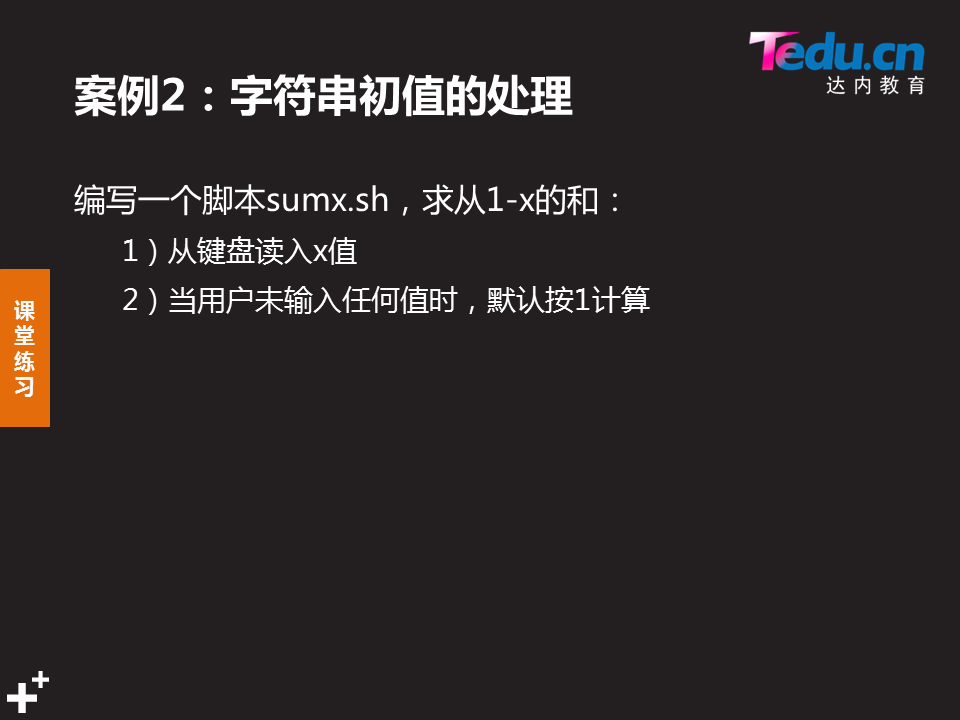 Tedu.cn
达内教育
案例2：字符串初值的处理
编写一个脚本sumx.sh，求从1-x的和：
1）从键盘读入x值
2）当用户未输入任何值时，默认按1计算
课
堂
练
习